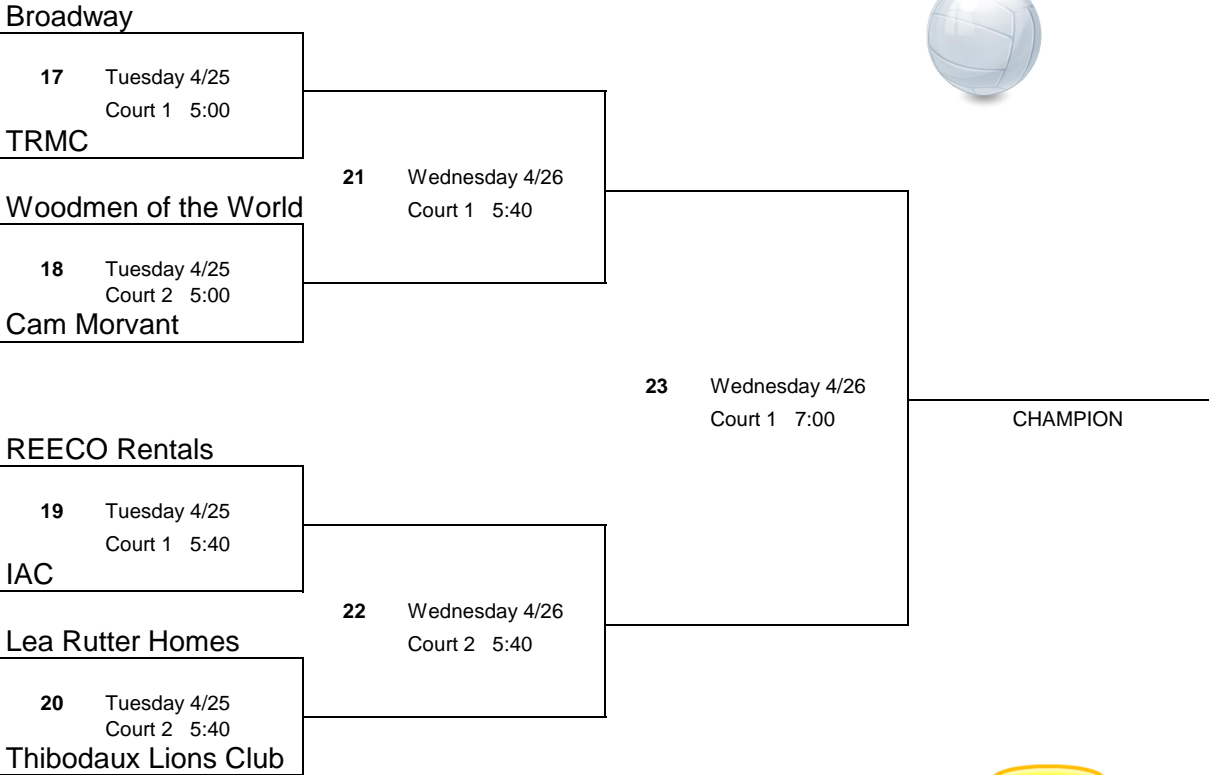 Broadway
17 Tuesday 4/25
Court 1 5:00
TRMC
21 Wednesday 4/26
Court 1 5:40
Woodmen of the World
18 Tuesday 4/25
Court 2 5:00
Cam Morvant
23 Wednesday 4/26
Court 1 7:00
CHAMPION
REECO Rentals
19 Tuesday 4/25
Court 1 5:40
IAC
22 Wednesday 4/26
Court 2 5:40
Lea Rutter Homes
20 Tuesday 4/25
Court 2 5:40
Thibodaux Lions Club